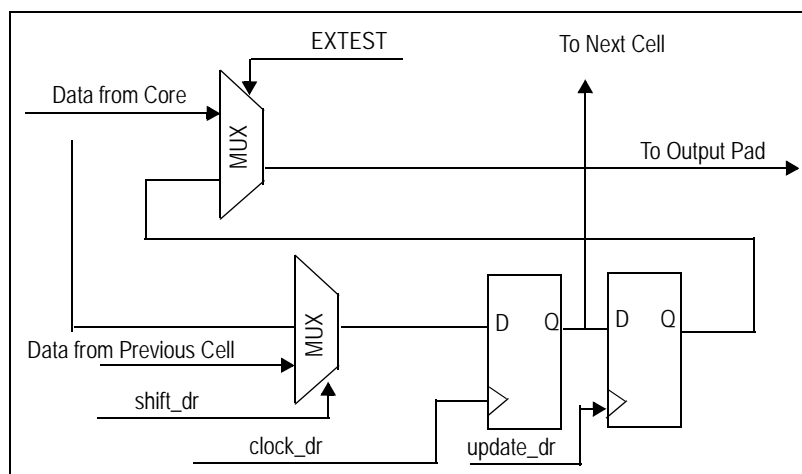 EXTEST
To Next Cell
Data from Core
MUX
To Output Pad
D Q
D Q
MUX
Data from Previous Cell
shift_dr
clock_dr
update_dr